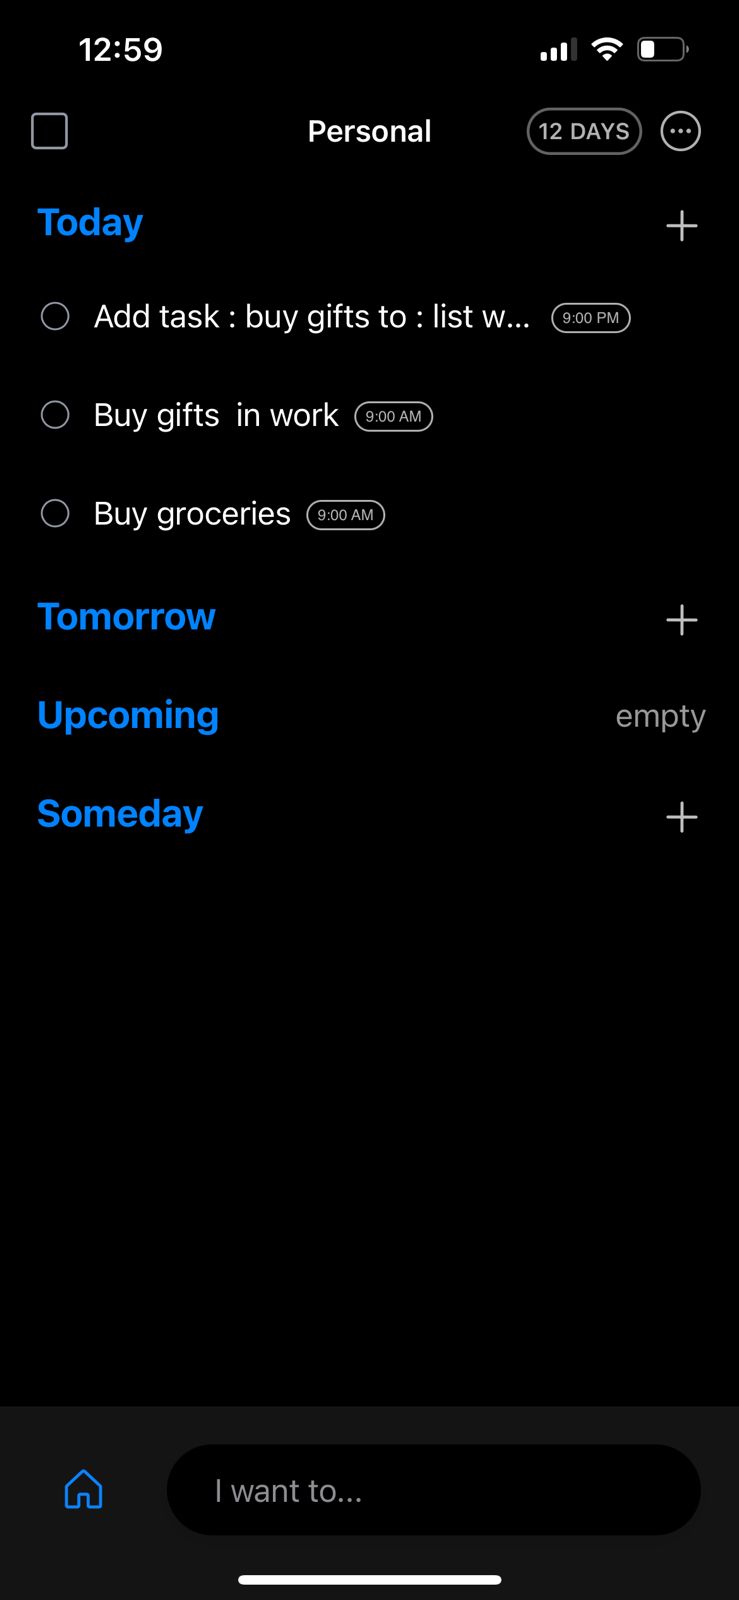 12:59
Personal 12 DAYS
Today
Add task : buy gifts to : list w... 9:00 PM
Buy gifts  in work 9:00 AM
Buy groceries 9:00 AM
Tomorrow
Upcoming empty
Someday
I want to...